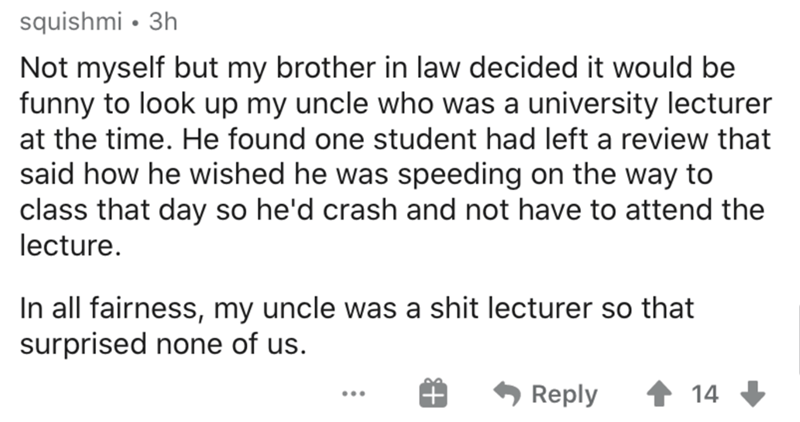 squishmi • 3h
Not myself but my brother in law decided it would be
funny to look up my uncle who was a university lecturer
at the time. He found one student had left a review that
said how he wished he was speeding on the way to
class that day so he'd crash and not have to attend the
lecture.
In all fairness, my uncle was a shit lecturer so that
surprised none of us.
... Reply 14